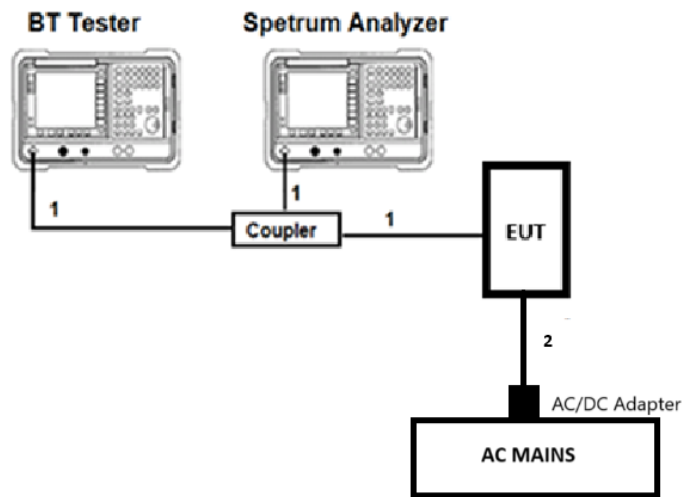 BT Tester
Spetrum Analyzer
1
1
Coupler
1
EUT
2
AC/DC Adapter
AC MAINS